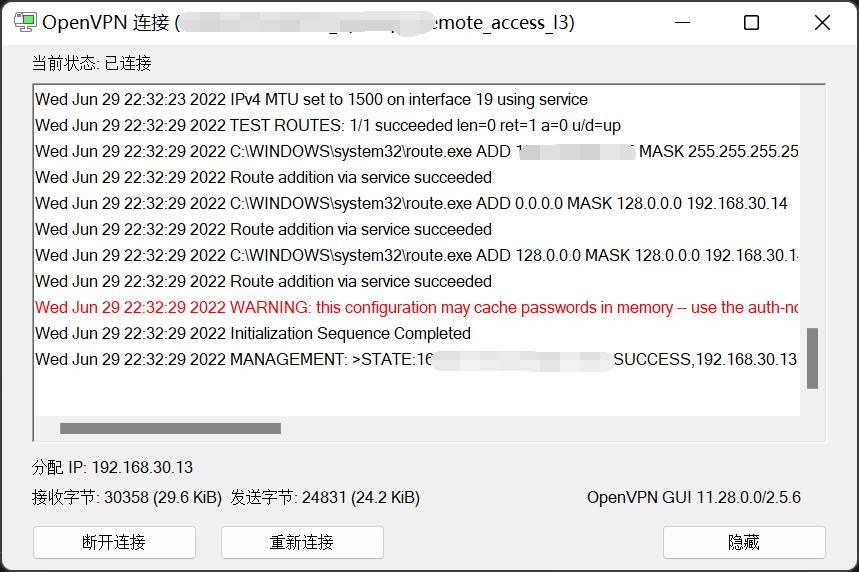 OpenVPN 连接 (emote_access_l3)
当前状态: 已连接
Wed Jun 29 22:32:23 2022 IPv4 MTU set to 1500 on interface 19 using service
Wed Jun 29 22:32:29 2022 TEST ROUTES: 1/1 succeeded len=0 ret=1 a=0 u/d=up
Wed Jun 29 22:32:29 2022 C:\WINDOWS\system32\route.exe ADD MASK 255.255.255.25
Wed Jun 29 22:32:29 2022 Route addition via service succeeded
Wed Jun 29 22:32:29 2022 C:\WINDOWS\system32\route.exe ADD 0.0.0.0 MASK 128.0.0.0 192.168.30.14
Wed Jun 29 22:32:29 2022 Route addition via service succeeded
Wed Jun 29 22:32:29 2022 C:\WINDOWS\system32\route.exe ADD 128.0.0.0 MASK 128.0.0.0 192.168.30.1
Wed Jun 29 22:32:29 2022 Route addition via service succeeded
Wed Jun 29 22:32:29 2022 WARNING: this configuration may cache passwords in memory -- use the auth-no
Wed Jun 29 22:32:29 2022 Initialization Sequence Completed
Wed Jun 29 22:32:29 2022 MANAGEMENT: >STATE:16 SUCCESS,192.168.30.13
分配 IP: 192.168.30.13
接收字节: 30358 (29.6 KiB) 发送字节: 24831 (24.2 KiB)
OpenVPN GUI 11.28.0.0/2.5.6
断开连接
重新连接
隐藏